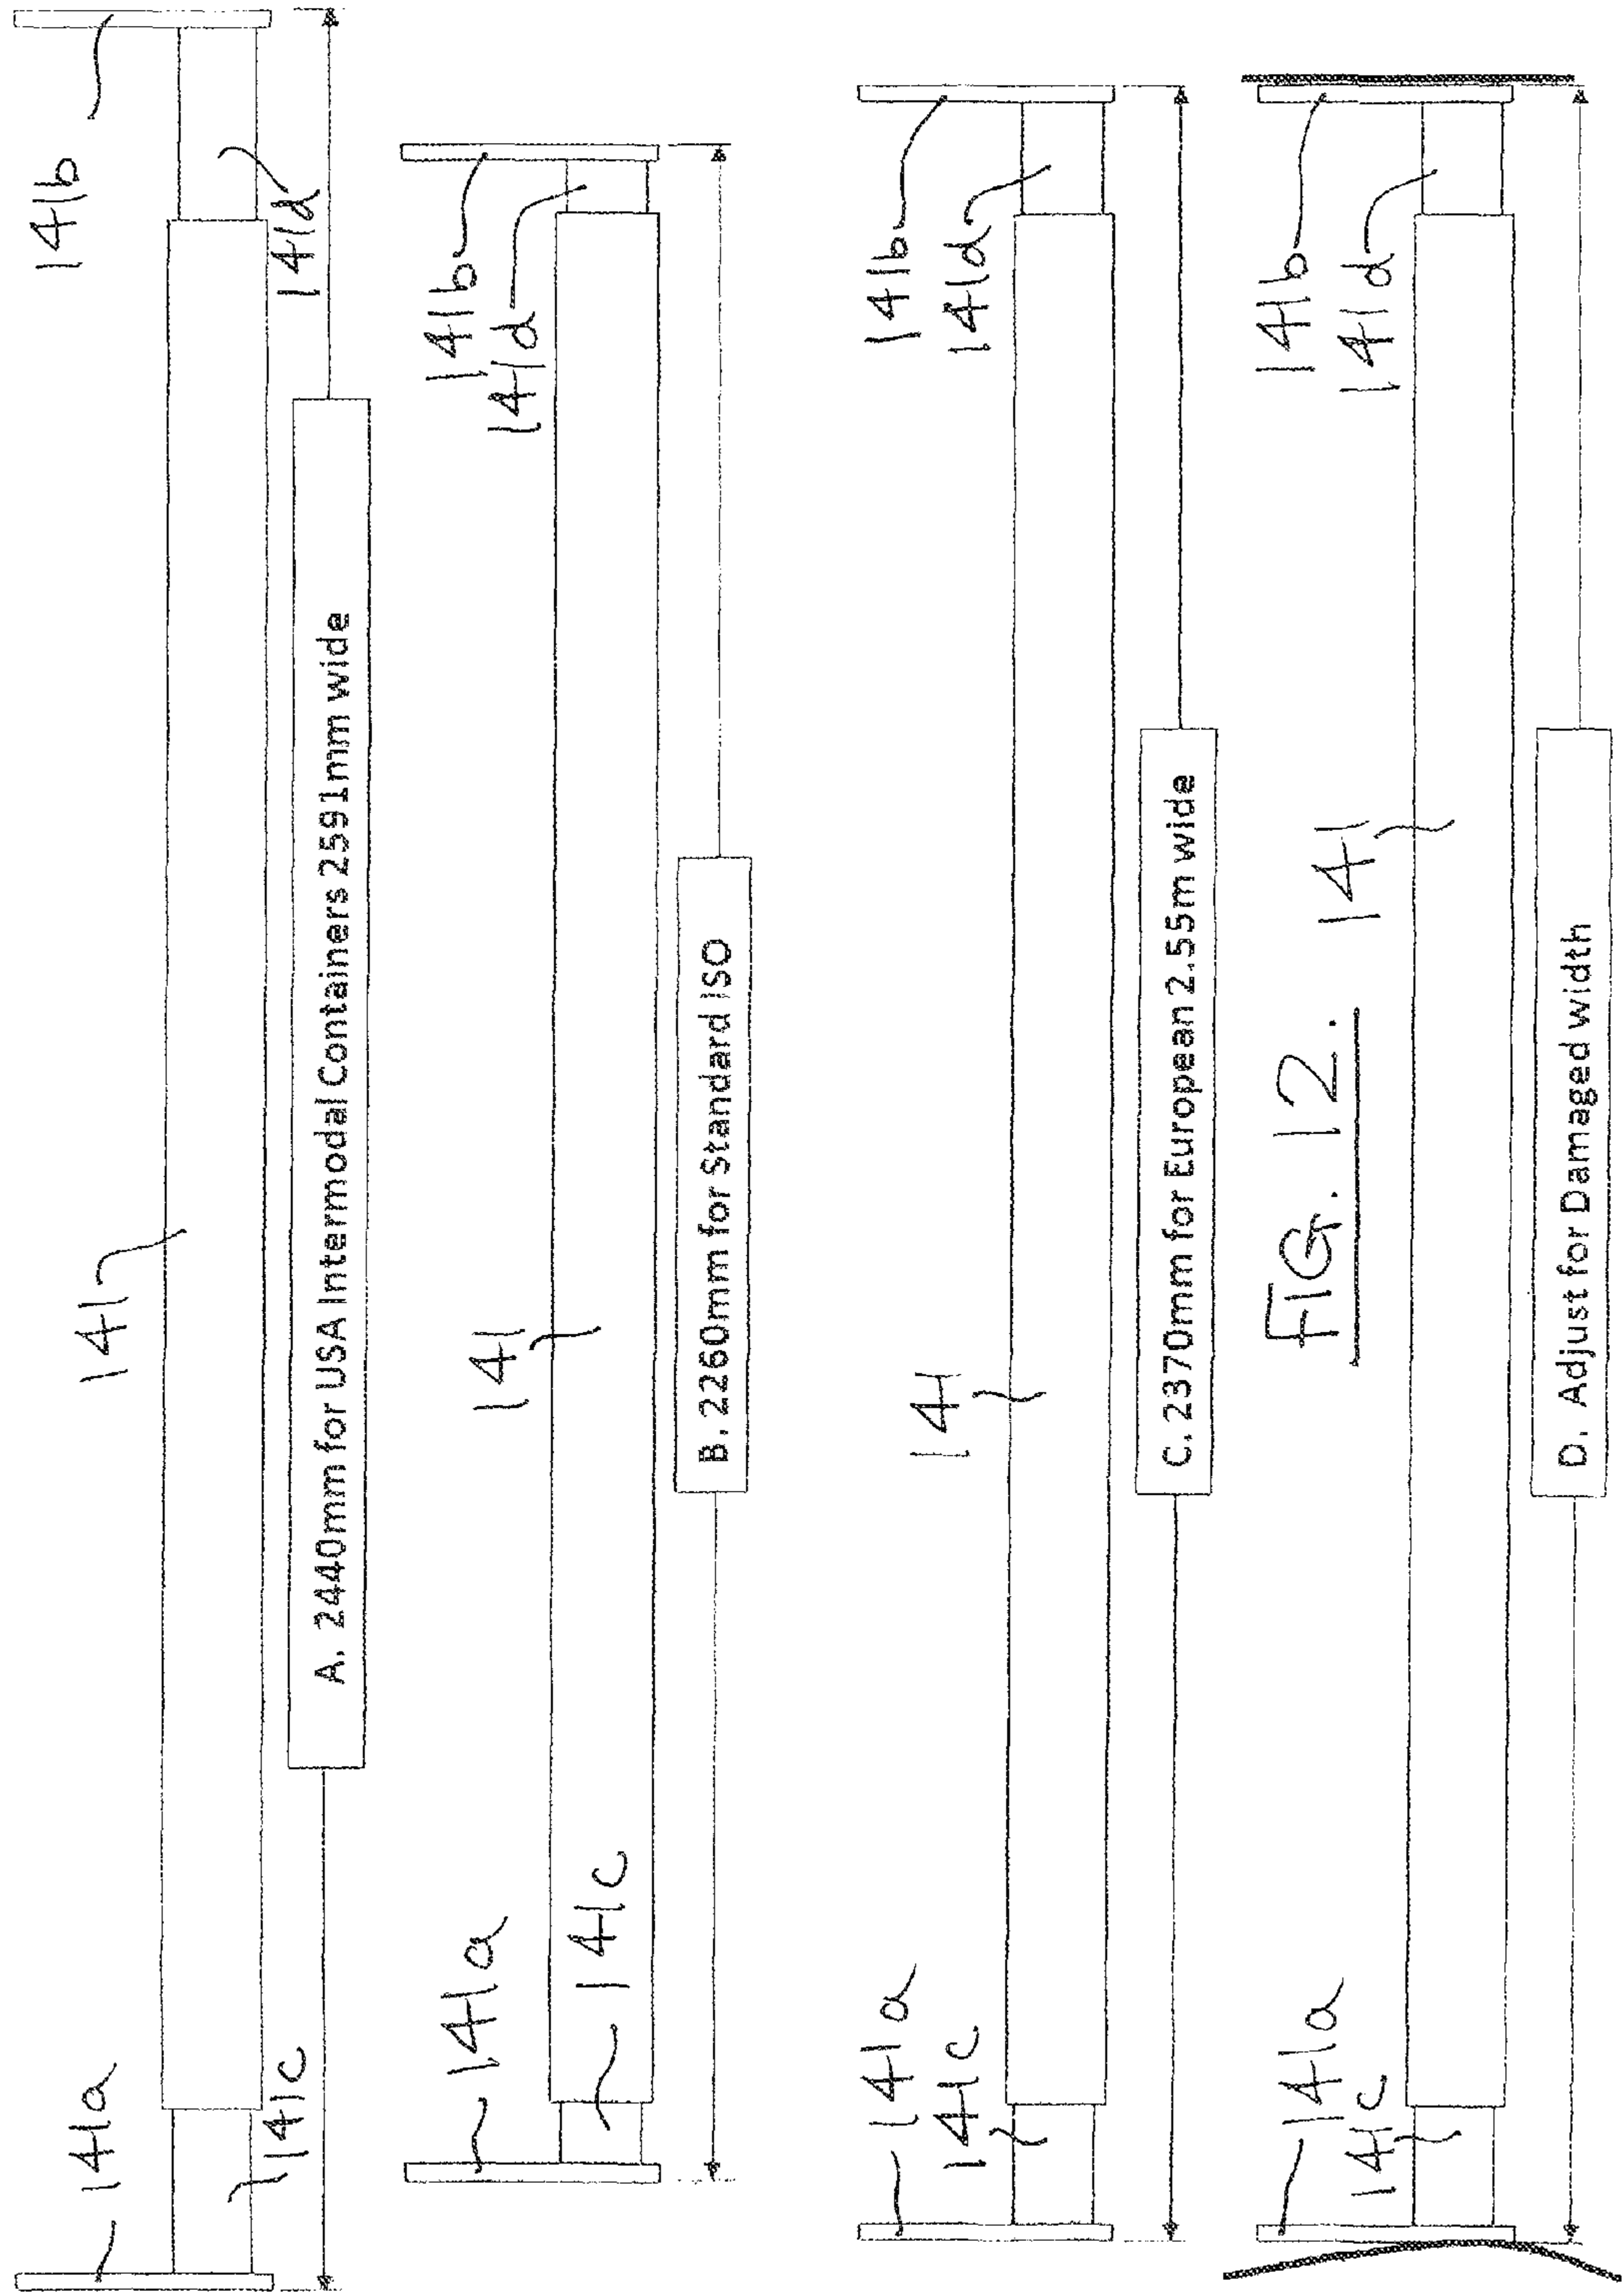 141a
141
141b
141c
141d
A. 2440mm for USA Intermodal Containers 2591mm wide
141a
141
141b
141c
141d
B. 2260mm for Standard ISO
141a
141c
141
141b
141d
C. 2370mm for European 2.55m wide
FIG. 12.
141a
141c
141
141b
141d
D. Adjust for Damaged width